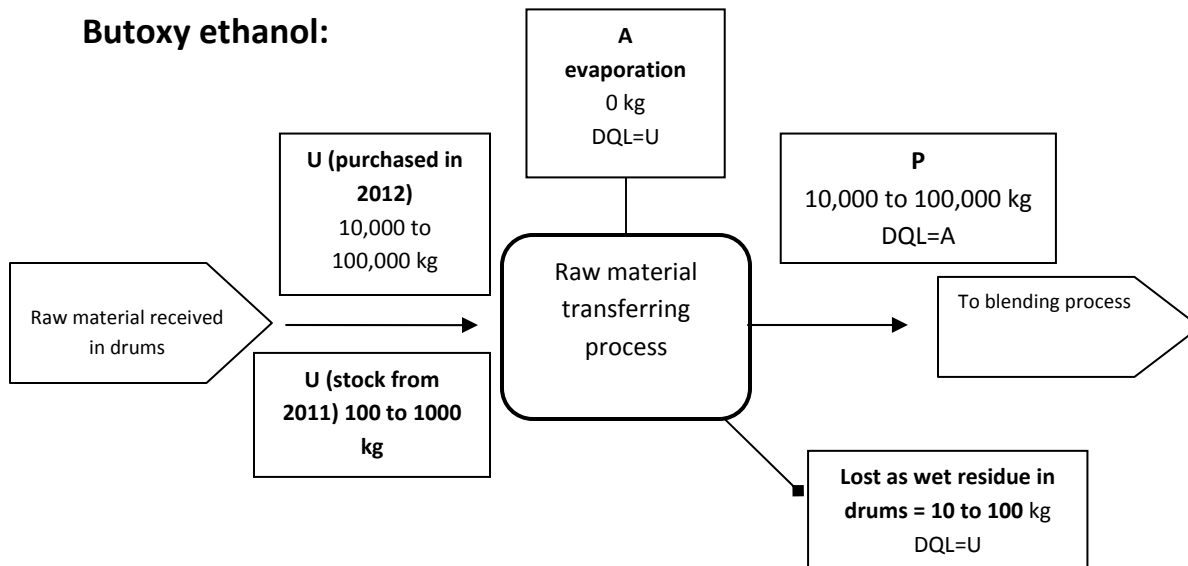 Butoxy ethanol:
A
evaporation
0 kg
DQL=U
U (purchased in
2012)
10,000 to
100,000 kg
P
10,000 to 100,000 kg
DQL=A
Raw material received
in drums
Raw material
transferring
process
To blending process
U (stock from
2011) 100 to 1000
kg
Lost as wet residue in
drums = 10 to 100 kg
DQL=U